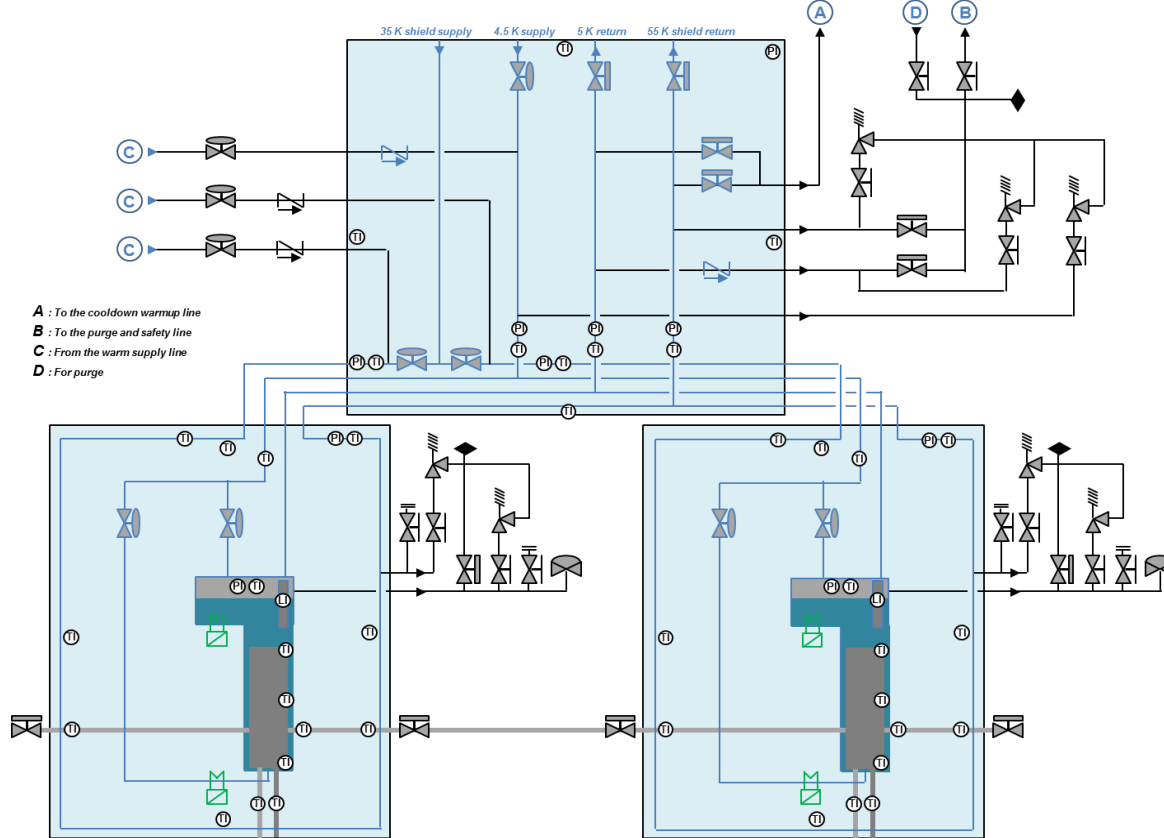 A D B
35 K shield supply 4.5 K supply 5 K return 55 K shield return
TI PI
C
C
TI TI
C
A : To the cooldown warmup line
B : To the purge and safety line
PI PI PI
C : From the warm supply line
TI TI TI
PI TI PI TI
D : For purge
TI
TI TI PI TI TI TI PI TI
TI TI
PI TI PI TI
LI LI
TI TI TI TI
TI TI
TI TI
TI TI TI TI TI TI
TI TI
TI TI TI TI
TI TI